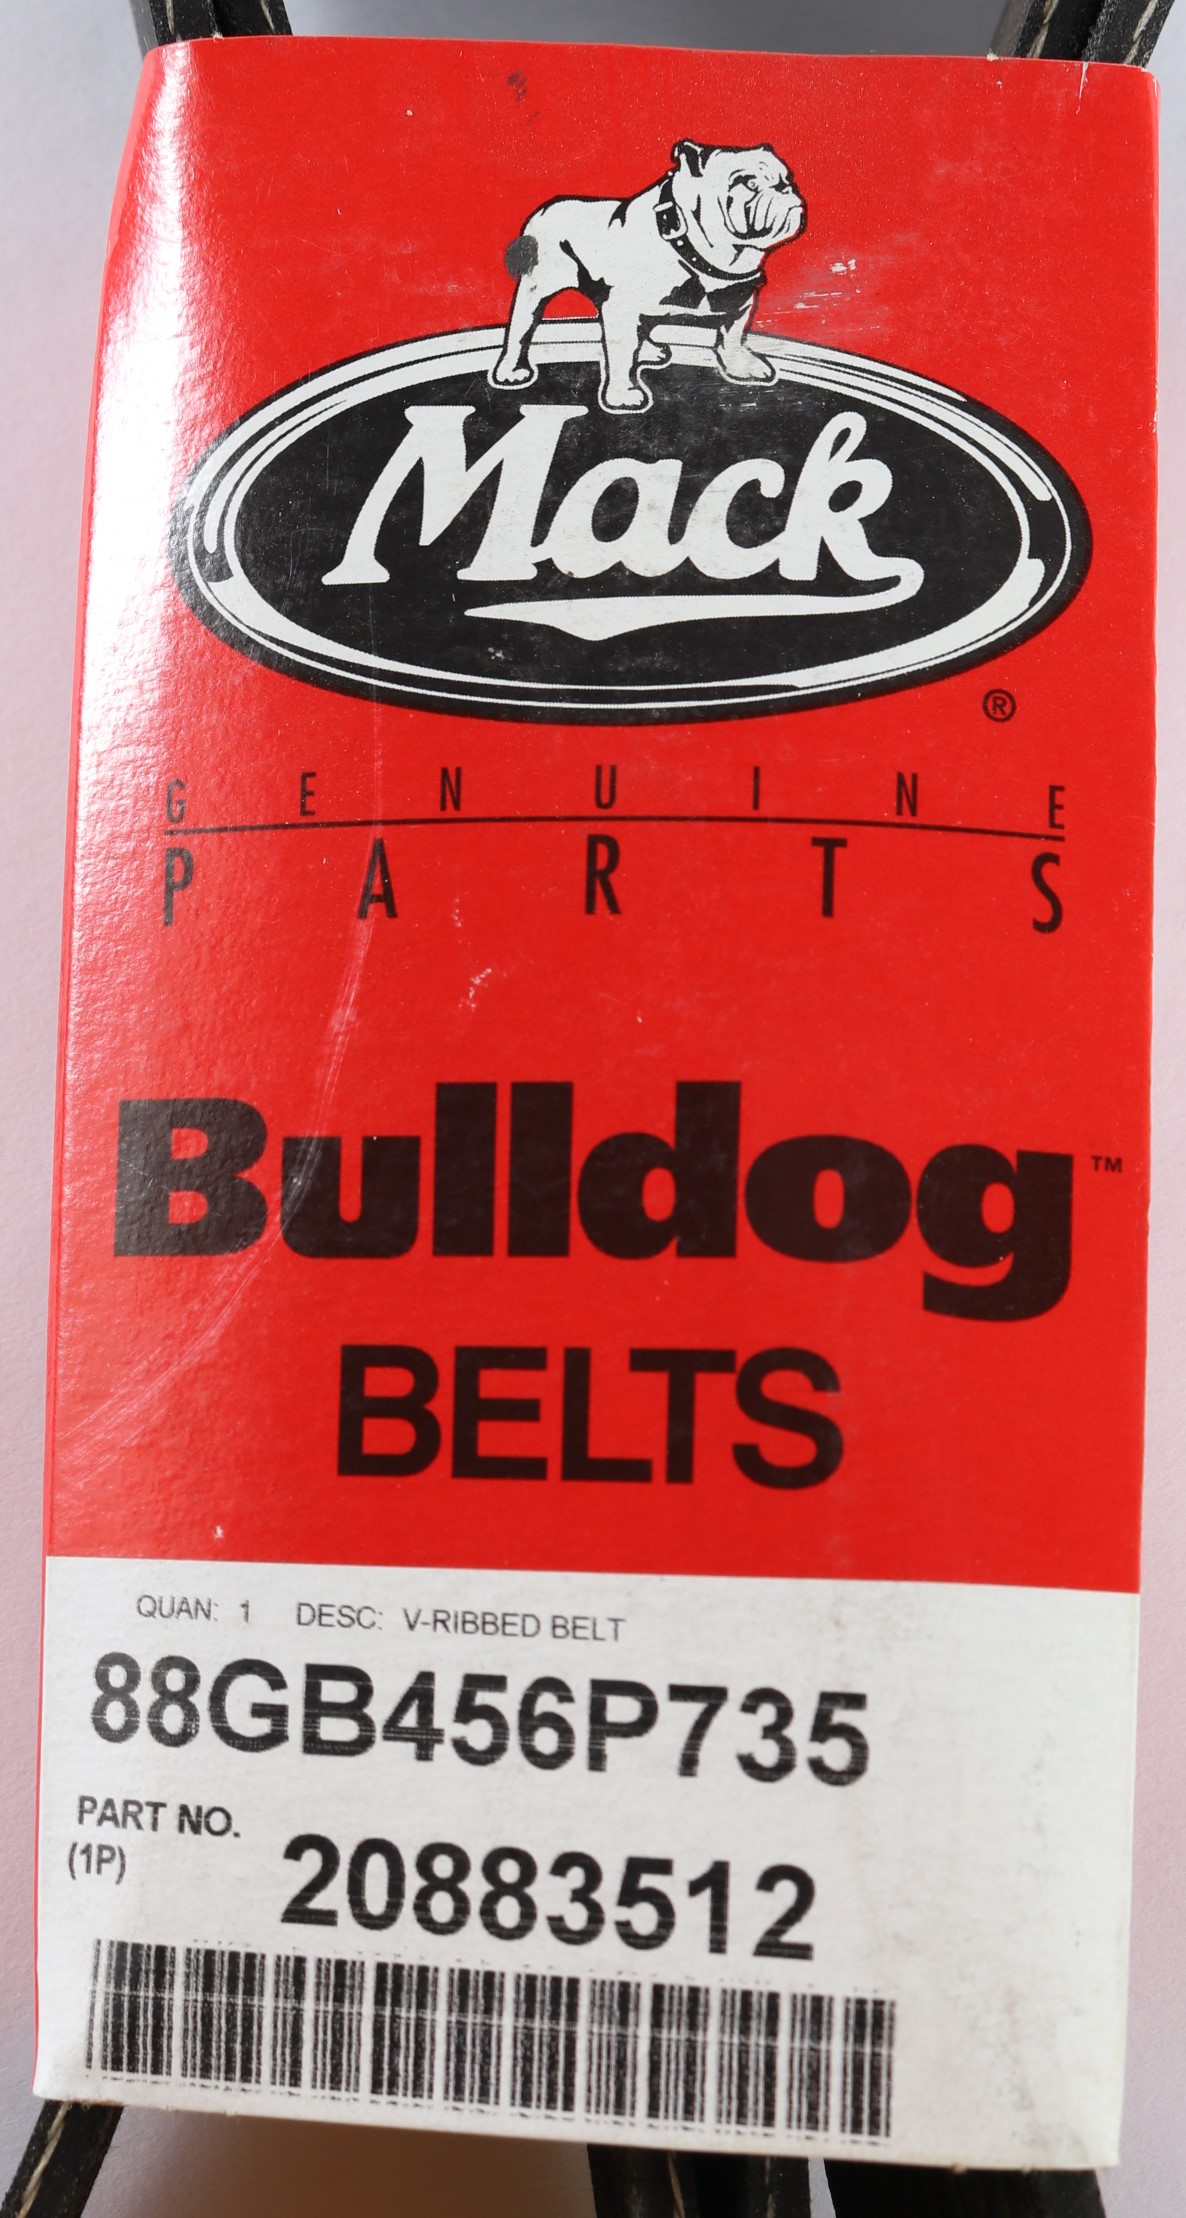 Mack
®
GENUINE
PARTS
Bulldog™
BELTS
QUAN: 1 DESC: V-RIBBED BELT
88GB456P735
PART NO.
(1P) 20883512